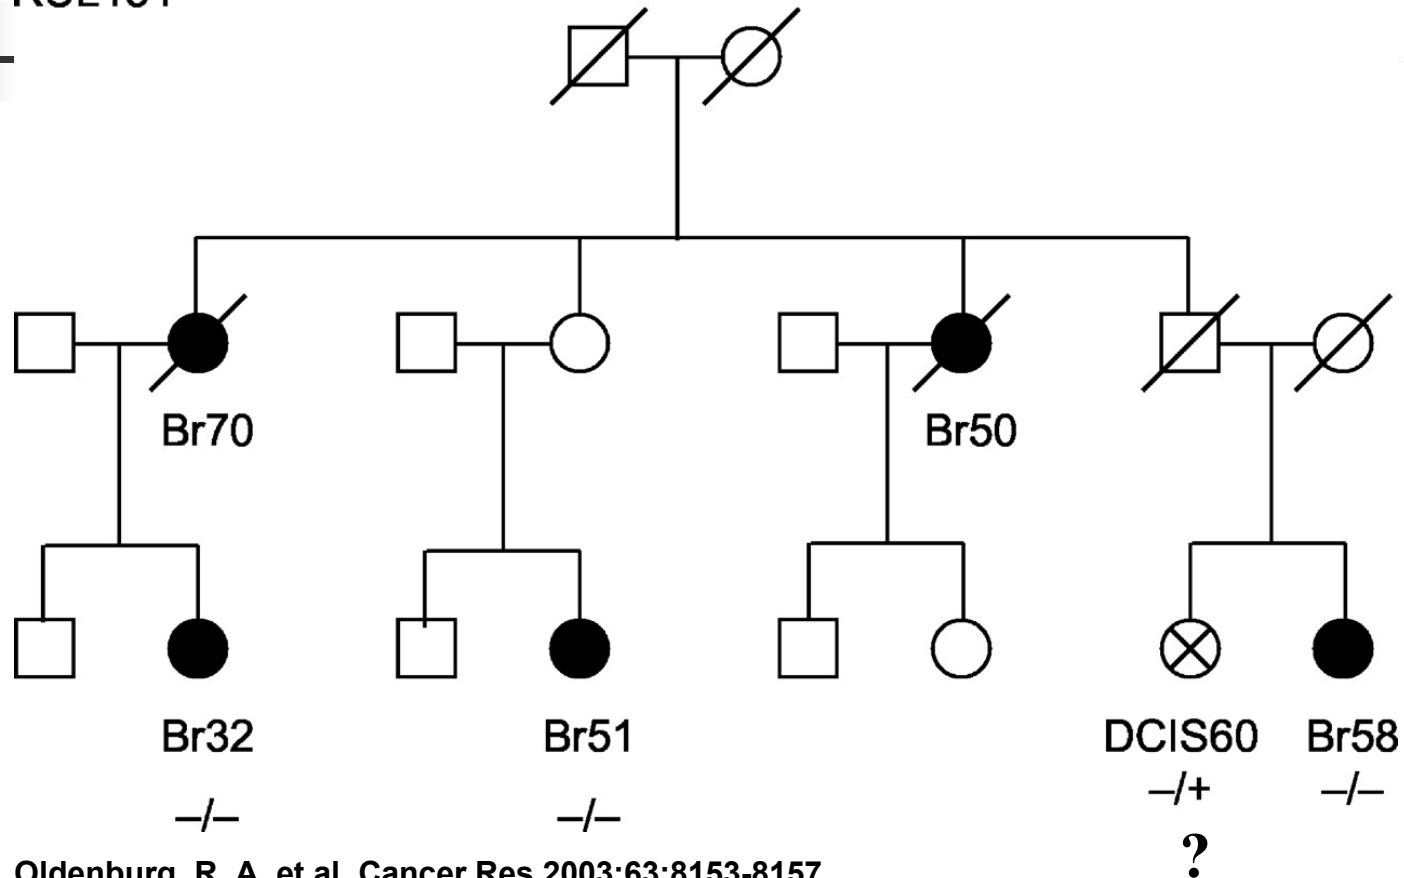 Br70 Br50
Br32 Br51 DCIS60 Br58
–/+ –/–
–/– –/–
?
Oldenburg, R. A. et al. Cancer Res 2003;63:8153-8157